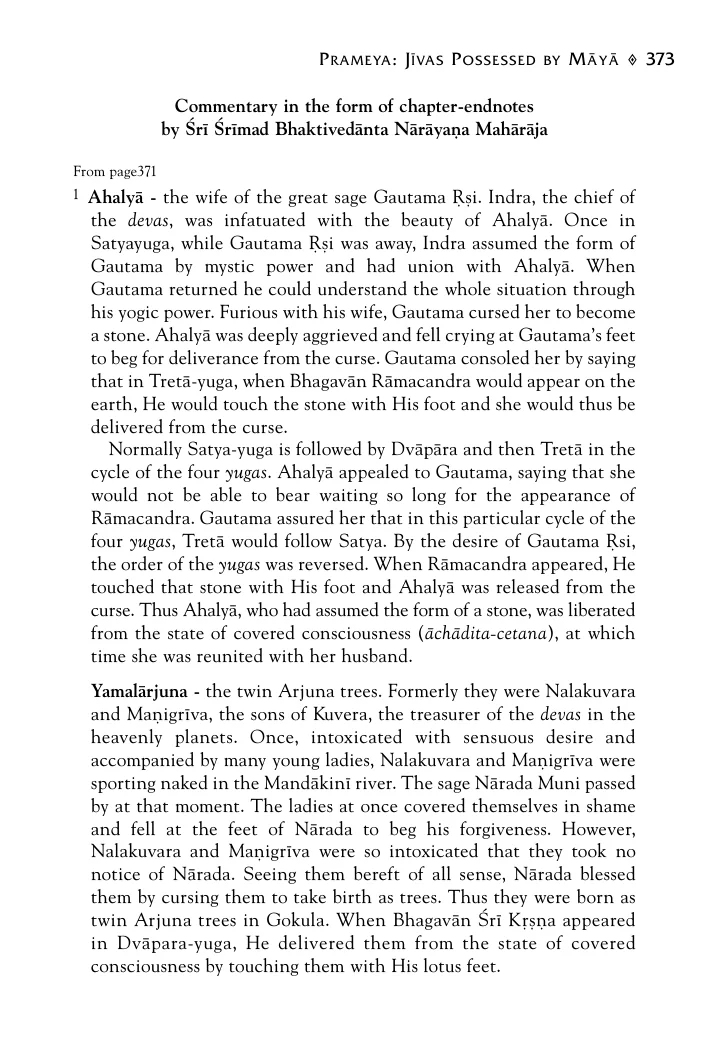 PRAMEYA: JĪVAS POSSESSED BY MĀYĀ ◊ 373
Commentary in the form of chapter-endnotes
by Śrī Śrīmad Bhaktivedānta Nārāyaṇa Mahārāja
From page371
1 Ahalyā - the wife of the great sage Gautama Ṛṣi. Indra, the chief of
the devas, was infatuated with the beauty of Ahalyā. Once in
Satyayuga, while Gautama Ṛṣi was away, Indra assumed the form of
Gautama by mystic power and had union with Ahalyā. When
Gautama returned he could understand the whole situation through
his yogic power. Furious with his wife, Gautama cursed her to become
a stone. Ahalyā was deeply aggrieved and fell crying at Gautama's feet
to beg for deliverance from the curse. Gautama consoled her by saying
that in Tretā-yuga, when Bhagavān Rāmacandra would appear on the
earth, He would touch the stone with His foot and she would thus be
delivered from the curse.
Normally Satya-yuga is followed by Dvāpāra and then Tretā in the
cycle of the four yugas. Ahalyā appealed to Gautama, saying that she
would not be able to bear waiting so long for the appearance of
Rāmacandra. Gautama assured her that in this particular cycle of the
four yugas, Tretā would follow Satya. By the desire of Gautama Ṛsi,
the order of the yugas was reversed. When Rāmacandra appeared, He
touched that stone with His foot and Ahalyā was released from the
curse. Thus Ahalyā, who had assumed the form of a stone, was liberated
from the state of covered consciousness (āchādita-cetana), at which
time she was reunited with her husband.
Yamalārjuna - the twin Arjuna trees. Formerly they were Nalakuvara
and Maṇigrīva, the sons of Kuvera, the treasurer of the devas in the
heavenly planets. Once, intoxicated with sensuous desire and
accompanied by many young ladies, Nalakuvara and Maṇigrīva were
sporting naked in the Mandākinī river. The sage Nārada Muni passed
by at that moment. The ladies at once covered themselves in shame
and fell at the feet of Nārada to beg his forgiveness. However,
Nalakuvara and Maṇigrīva were so intoxicated that they took no
notice of Nārada. Seeing them bereft of all sense, Nārada blessed
them by cursing them to take birth as trees. Thus they were born as
twin Arjuna trees in Gokula. When Bhagavān Śrī Kṛṣṇa appeared
in Dvāpara-yuga, He delivered them from the state of covered
consciousness by touching them with His lotus feet.